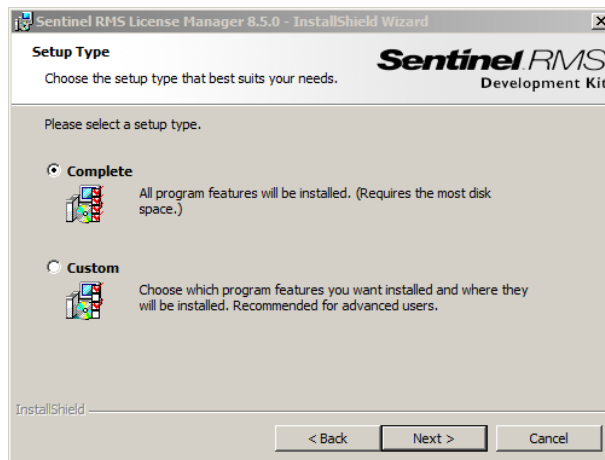 Sentinel RMS License Manager 8.5.0 - InstallShield Wizard
Setup Type
Choose the setup type that best suits your needs.
Sentinel RMS
Development Kit
Please select a setup type.
Complete
All program features will be installed. (Requires the most disk
space.)
Custom
Choose which program features you want installed and where they
will be installed. Recommended for advanced users.
InstallShield
< Back
Next >
Cancel